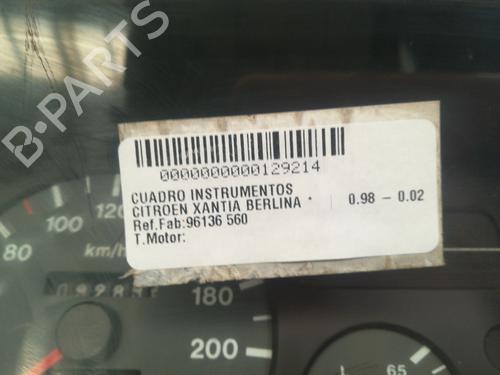 B-PARTS
0000000000129214
CUADRO INSTRUMENTOS
CITROEN XANTIA BERLINA * 0.98 - 0.02
Ref.Fab:96136 560
T.Motor:
80
100
120
km/h
180
200
65